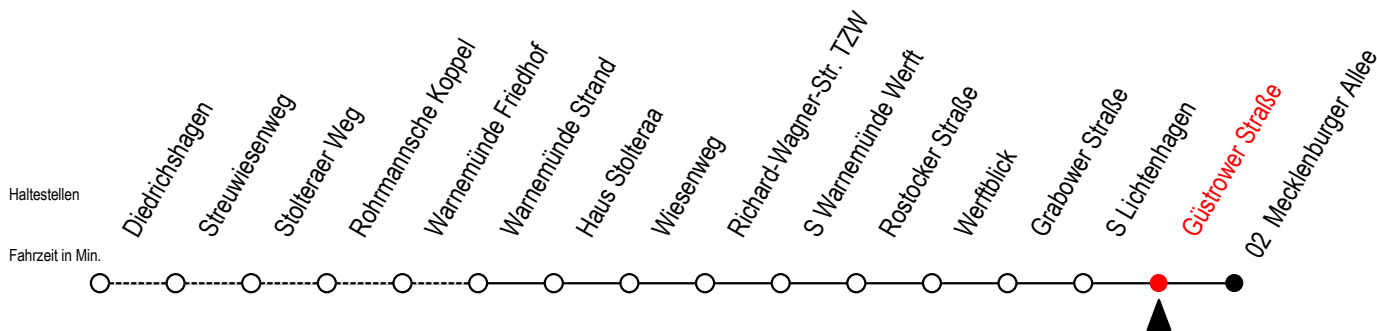 Haltestellen
Diedrichshagen
Streuwiesenweg
Stolteraer Weg
Rohrmannsche Koppel
Warnemünde Friedhof
Warnemünde Strand
Haus Stolteraa
Wiesenweg
Richard-Wagner-Str. TZW
S Warnemünde Werft
Rostocker Straße
Werftblick
Grabower Straße
S Lichtenhagen
Güstrower Straße
02 Mecklenburger Allee
Fahrzeit in Min.